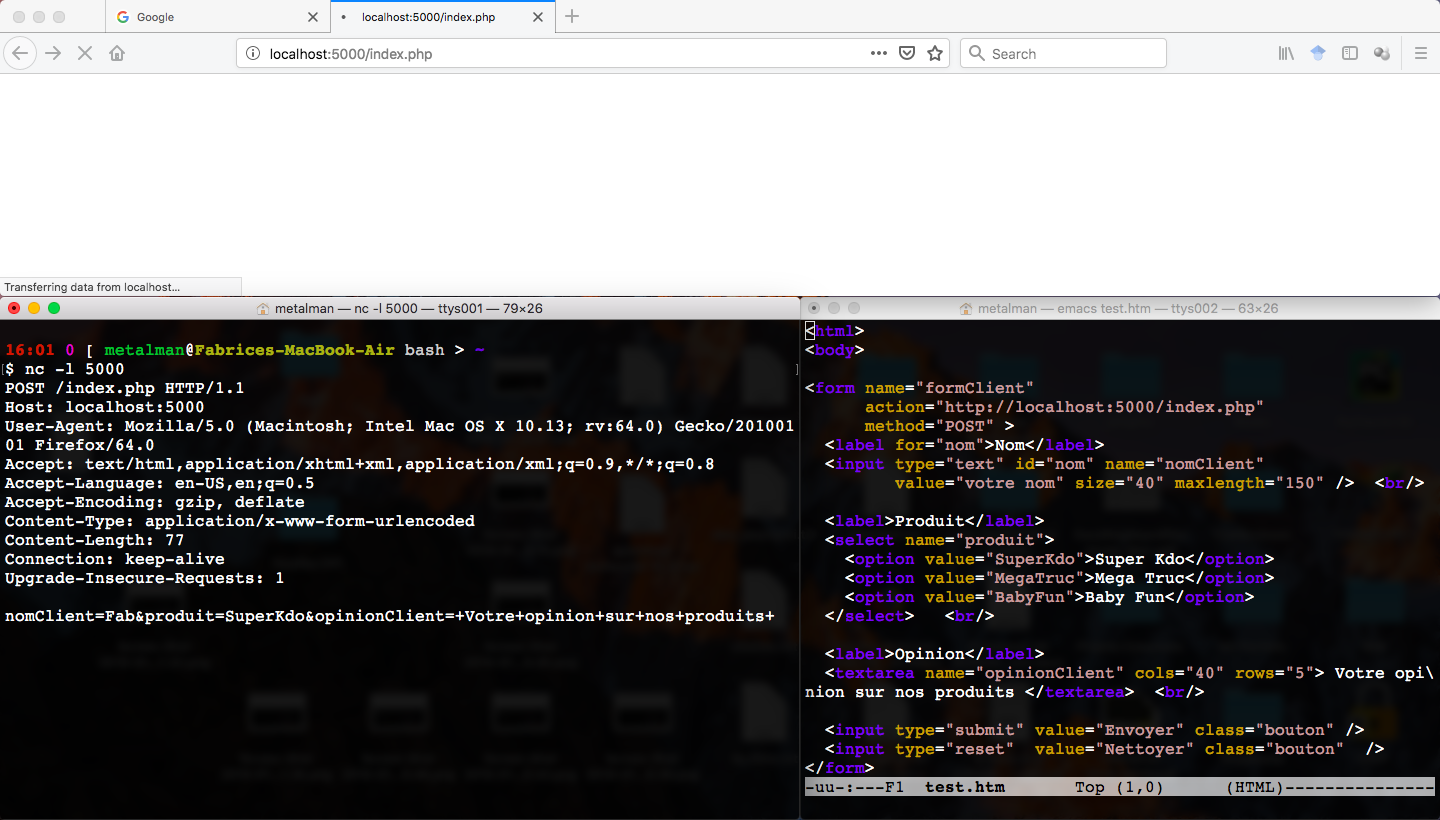 Google
localhost:5000/index.php
localhost:5000/index.php
Search
Transferring data from localhost...
metalman — nc -l 5000 — ttys001 — 79×26
16:01 0 [ metalman@Fabrices-MacBook-Air bash > ~
$ nc -l 5000
POST /index.php HTTP/1.1
Host: localhost:5000
User-Agent: Mozilla/5.0 (Macintosh; Intel Mac OS X 10.13; rv:64.0) Gecko/201001
01 Firefox/64.0
Accept: text/html,application/xhtml+xml,application/xml;q=0.9,*/*;q=0.8
Accept-Language: en-US,en;q=0.5
Accept-Encoding: gzip, deflate
Content-Type: application/x-www-form-urlencoded
Content-Length: 77
Connection: keep-alive
Upgrade-Insecure-Requests: 1
nomClient=Fab&produit=SuperKdo&opinionClient=+Votre+opinion+sur+nos+produits+
metalman — emacs test.htm — ttys002 — 63×26
<html>
<body>
<form name="formClient"
action="http://localhost:5000/index.php"
method="POST" >
<label for="nom">Nom</label>
<input type="text" id="nom" name="nomClient"
value="votre nom" size="40" maxlength="150" />  <br/>
<label>Produit</label>
<select name="produit">
<option value="SuperKdo">Super Kdo</option>
<option value="MegaTruc">Mega Truc</option>
<option value="BabyFun">Baby Fun</option>
</select>   <br/>
<label>Opinion</label>
<textarea name="opinionClient" cols="40" rows="5"> Votre opi\
nion sur nos produits </textarea>  <br/>
<input type="submit" value="Envoyer" class="bouton" />
<input type="reset"  value="Nettoyer" class="bouton"  />
</form>
-uu-:---F1  test.htm       Top (1,0)      (HTML)---------------